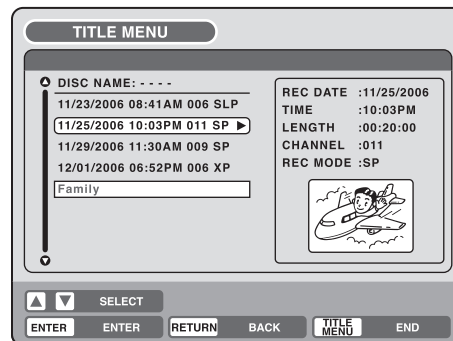 TITLE MENU
DISC NAME: - - - -
11/23/2006 08:41AM 006 SLP
11/25/2006 10:03PM 011 SP ▶
11/29/2006 11:30AM 009 SP
12/01/2006 06:52PM 006 XP
Family
REC DATE :11/25/2006
TIME :10:03PM
LENGTH :00:20:00
CHANNEL :011
REC MODE :SP
▲ ▼ SELECT
ENTER ENTER RETURN BACK TITLE MENU END